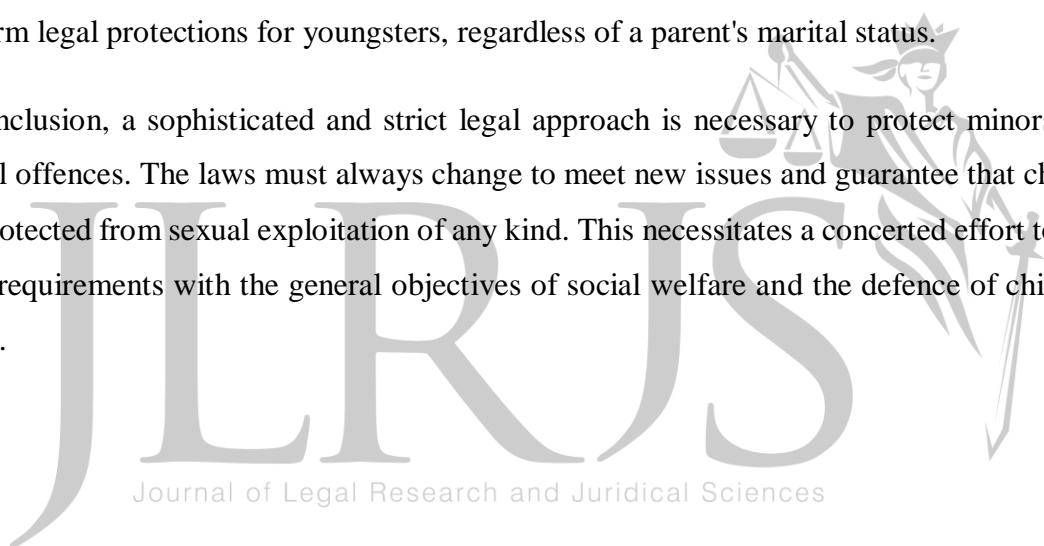 rm legal protections for youngsters, regardless of a parent's marital status.
nclusion, a sophisticated and strict legal approach is necessary to protect minor
l offences. The laws must always change to meet new issues and guarantee that ch
otected from sexual exploitation of any kind. This necessitates a concerted effort to
requirements with the general objectives of social welfare and the defence of chi
.
JLRJS
Journal of Legal Research and Juridical Sciences